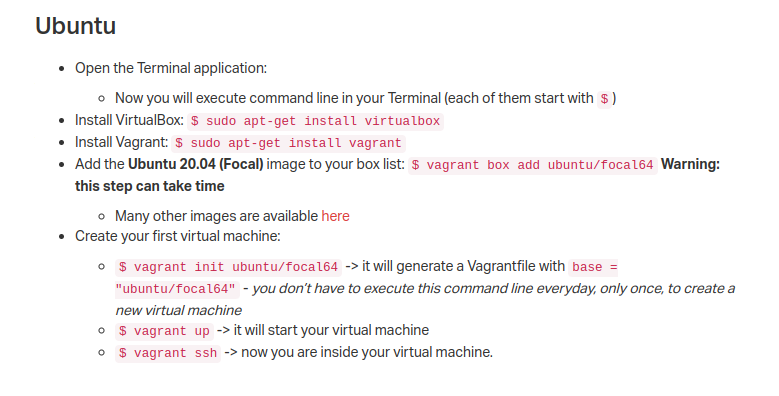 Ubuntu
Open the Terminal application:
Now you will execute command line in your Terminal (each of them start with $ )
Install VirtualBox: $ sudo apt-get install virtualbox
Install Vagrant: $ sudo apt-get install vagrant
Add the Ubuntu 20.04 (Focal) image to your box list: $ vagrant box add ubuntu/focal64 Warning:
this step can take time
Many other images are available here
Create your first virtual machine:
$ vagrant init ubuntu/focal64 -> it will generate a Vagrantfile with base =
"ubuntu/focal64" - you don't have to execute this command line everyday, only once, to create a
new virtual machine
$ vagrant up -> it will start your virtual machine
$ vagrant ssh -> now you are inside your virtual machine.